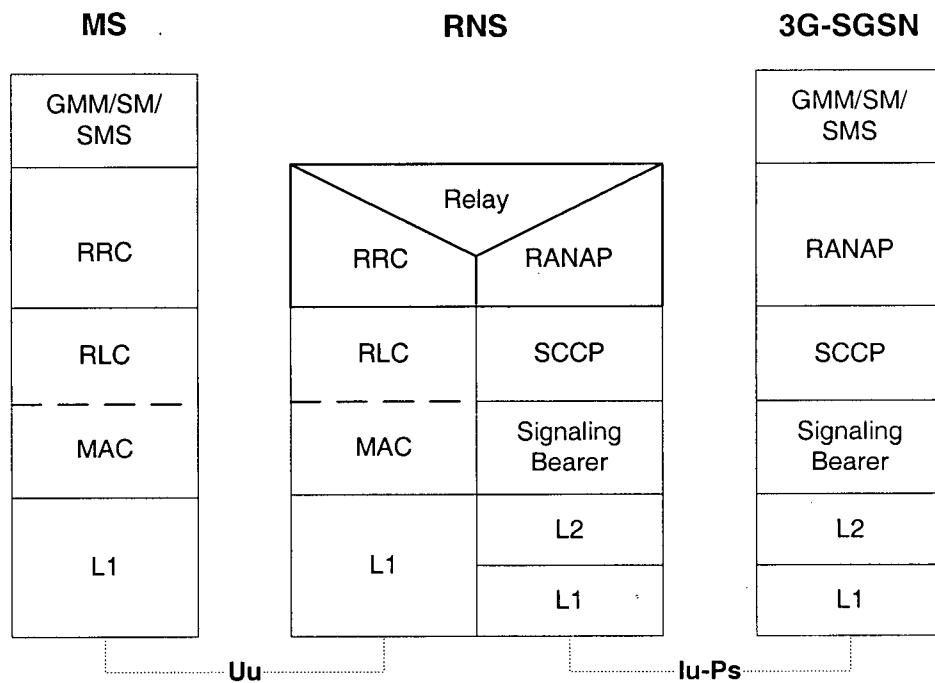 MS
RNS
3G-SGSN
GMM/SM/
SMS
RRC
RLC
MAC
L1
Relay
RRC
RANAP
RLC
SCCP
MAC
Signaling
Bearer
L1
L2
L1
GMM/SM/
SMS
RANAP
SCCP
Signaling
Bearer
L2
L1
Uu
Iu-Ps